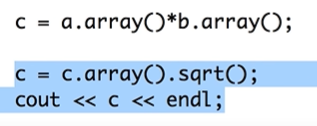 c = a.array()*b.array();
c = c.array().sqrt();
cout << c << endl;